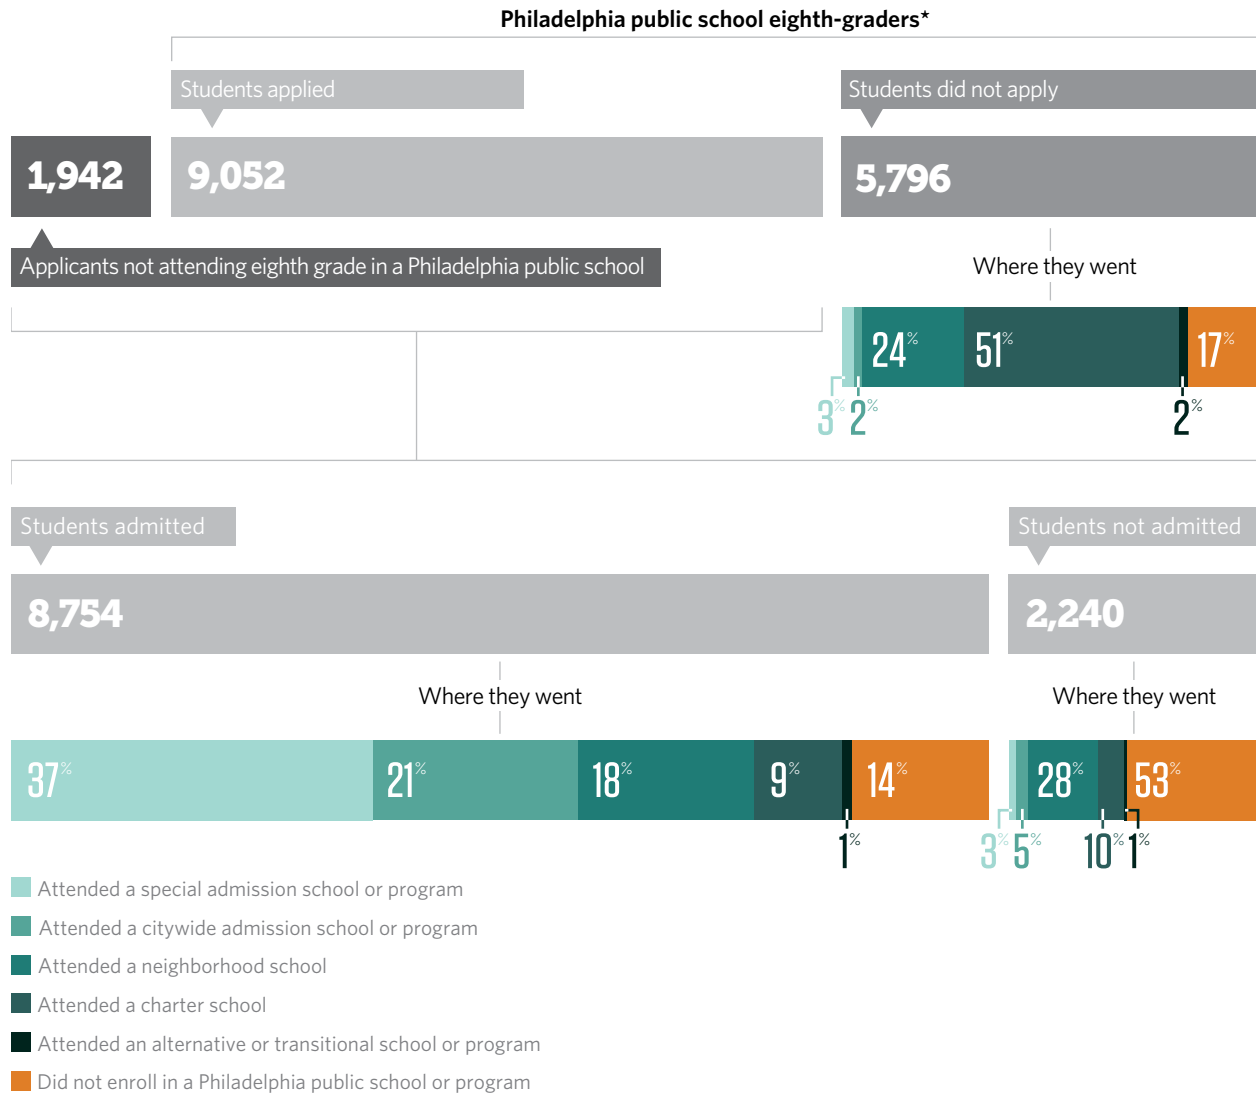 Philadelphia public school eighth-graders*
Students applied
Students did not apply
1,942
9,052
5,796
Applicants not attending eighth grade in a Philadelphia public school
Where they went
24%
51%
17%
3%
2%
2%
Students admitted
Students not admitted
8,754
2,240
Where they went
Where they went
37%
21%
18%
9%
14%
28%
53%
1%
3%
5%
10%
1%
Attended a special admission school or program
Attended a citywide admission school or program
Attended a neighborhood school
Attended a charter school
Attended an alternative or transitional school or program
Did not enroll in a Philadelphia public school or program